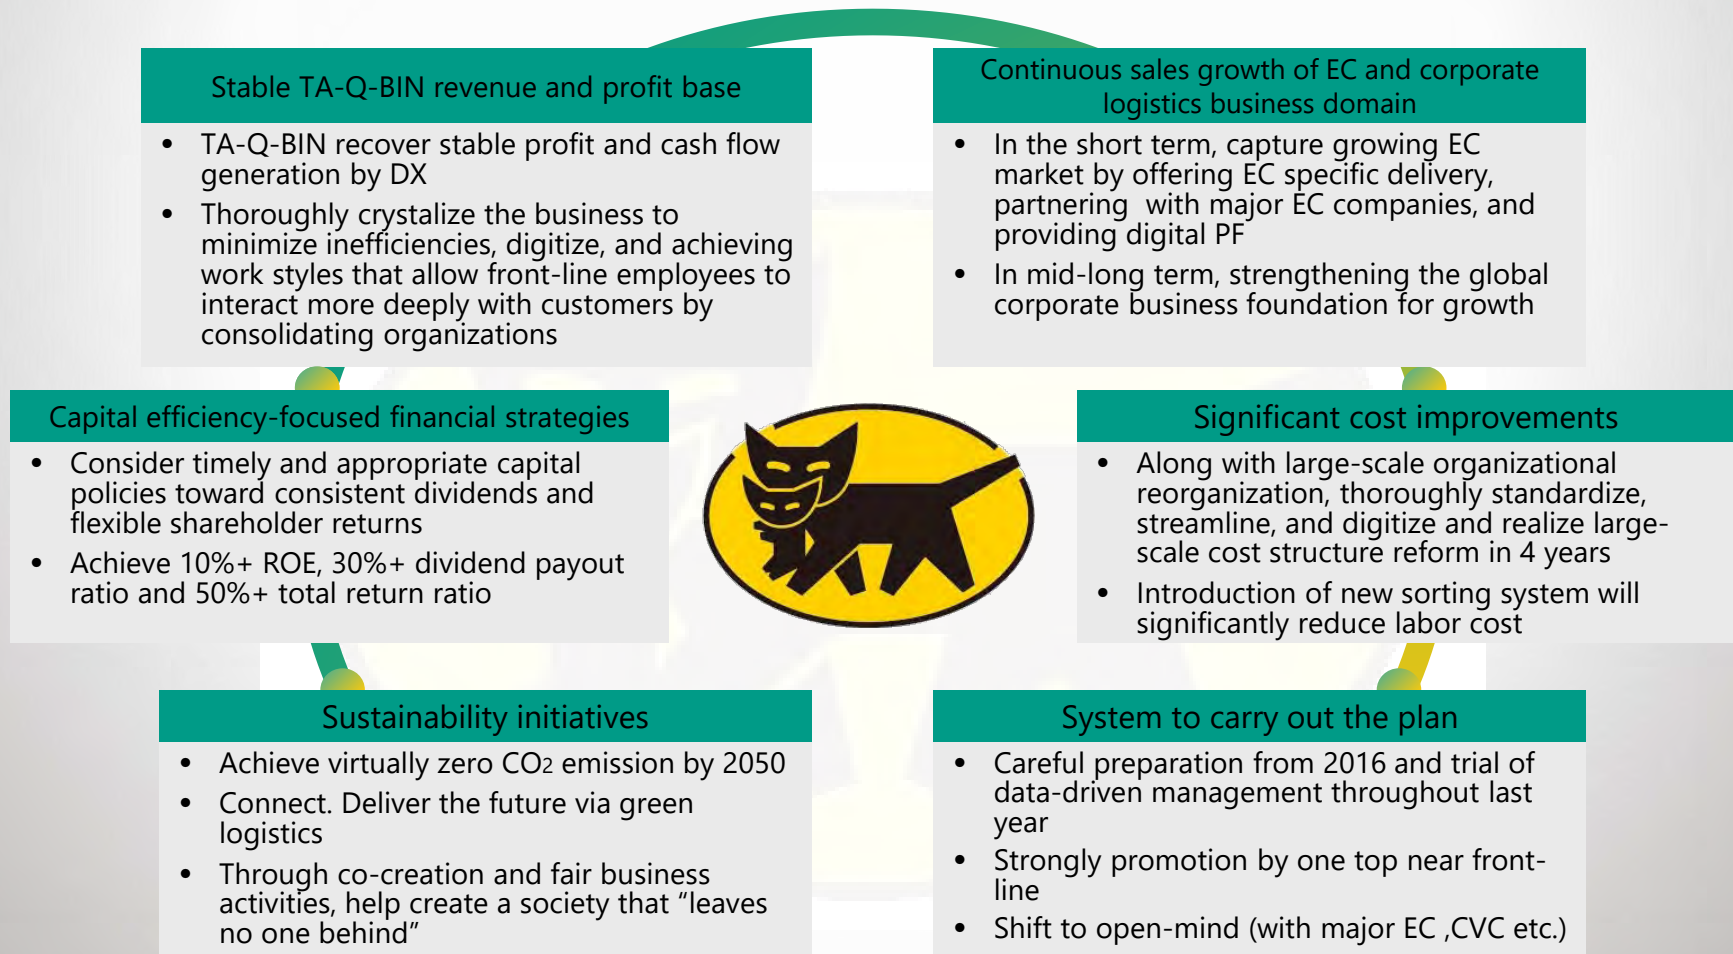 Stable TA-Q-BIN revenue and profit base
• TA-Q-BIN recover stable profit and cash flow
generation by DX
• Thoroughly crystalize the business to
minimize inefficiencies, digitize, and achieving
work styles that allow front-line employees to
interact more deeply with customers by
consolidating organizations
Continuous sales growth of EC and corporate
logistics business domain
• In the short term, capture growing EC
market by offering EC specific delivery,
partnering  with major EC companies, and
providing digital PF
• In mid-long term, strengthening the global
corporate business foundation for growth
Capital efficiency-focused financial strategies
• Consider timely and appropriate capital
policies toward consistent dividends and
flexible shareholder returns
• Achieve 10%+ ROE, 30%+ dividend payout
ratio and 50%+ total return ratio
Significant cost improvements
• Along with large-scale organizational
reorganization, thoroughly standardize,
streamline, and digitize and realize large-
scale cost structure reform in 4 years
• Introduction of new sorting system will
significantly reduce labor cost
Sustainability initiatives
• Achieve virtually zero CO2 emission by 2050
• Connect. Deliver the future via green
logistics
• Through co-creation and fair business
activities, help create a society that “leaves
no one behind”
System to carry out the plan
• Careful preparation from 2016 and trial of
data-driven management throughout last
year
• Strongly promotion by one top near front-
line
• Shift to open-mind (with major EC ,CVC etc.)